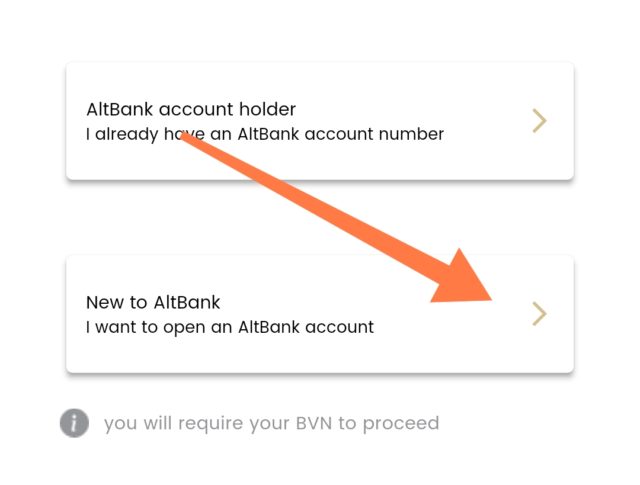 AltBank account holder
I already have an AltBank account number
New to AltBank
I want to open an AltBank account
you will require your BVN to proceed